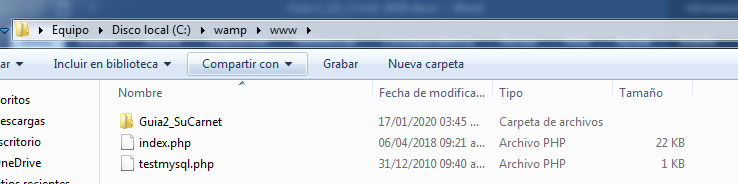 Equipo ▸ Disco local (C:) ▸ wamp ▸ www ▸
ar ▾ Incluir en biblioteca ▾ Compartir con ▾ Grabar Nueva carpeta
Nombre Fecha de modifica... Tipo Tamaño
oritos
Guia2_SuCarnet 17/01/2020 03:45 ... Carpeta de archivos
escargas
index.php 06/04/2018 09:21 a... Archivo PHP 22 KB
scritorio
testmysql.php 31/12/2010 09:40 a... Archivo PHP 1 KB
neDrive
itios recientes